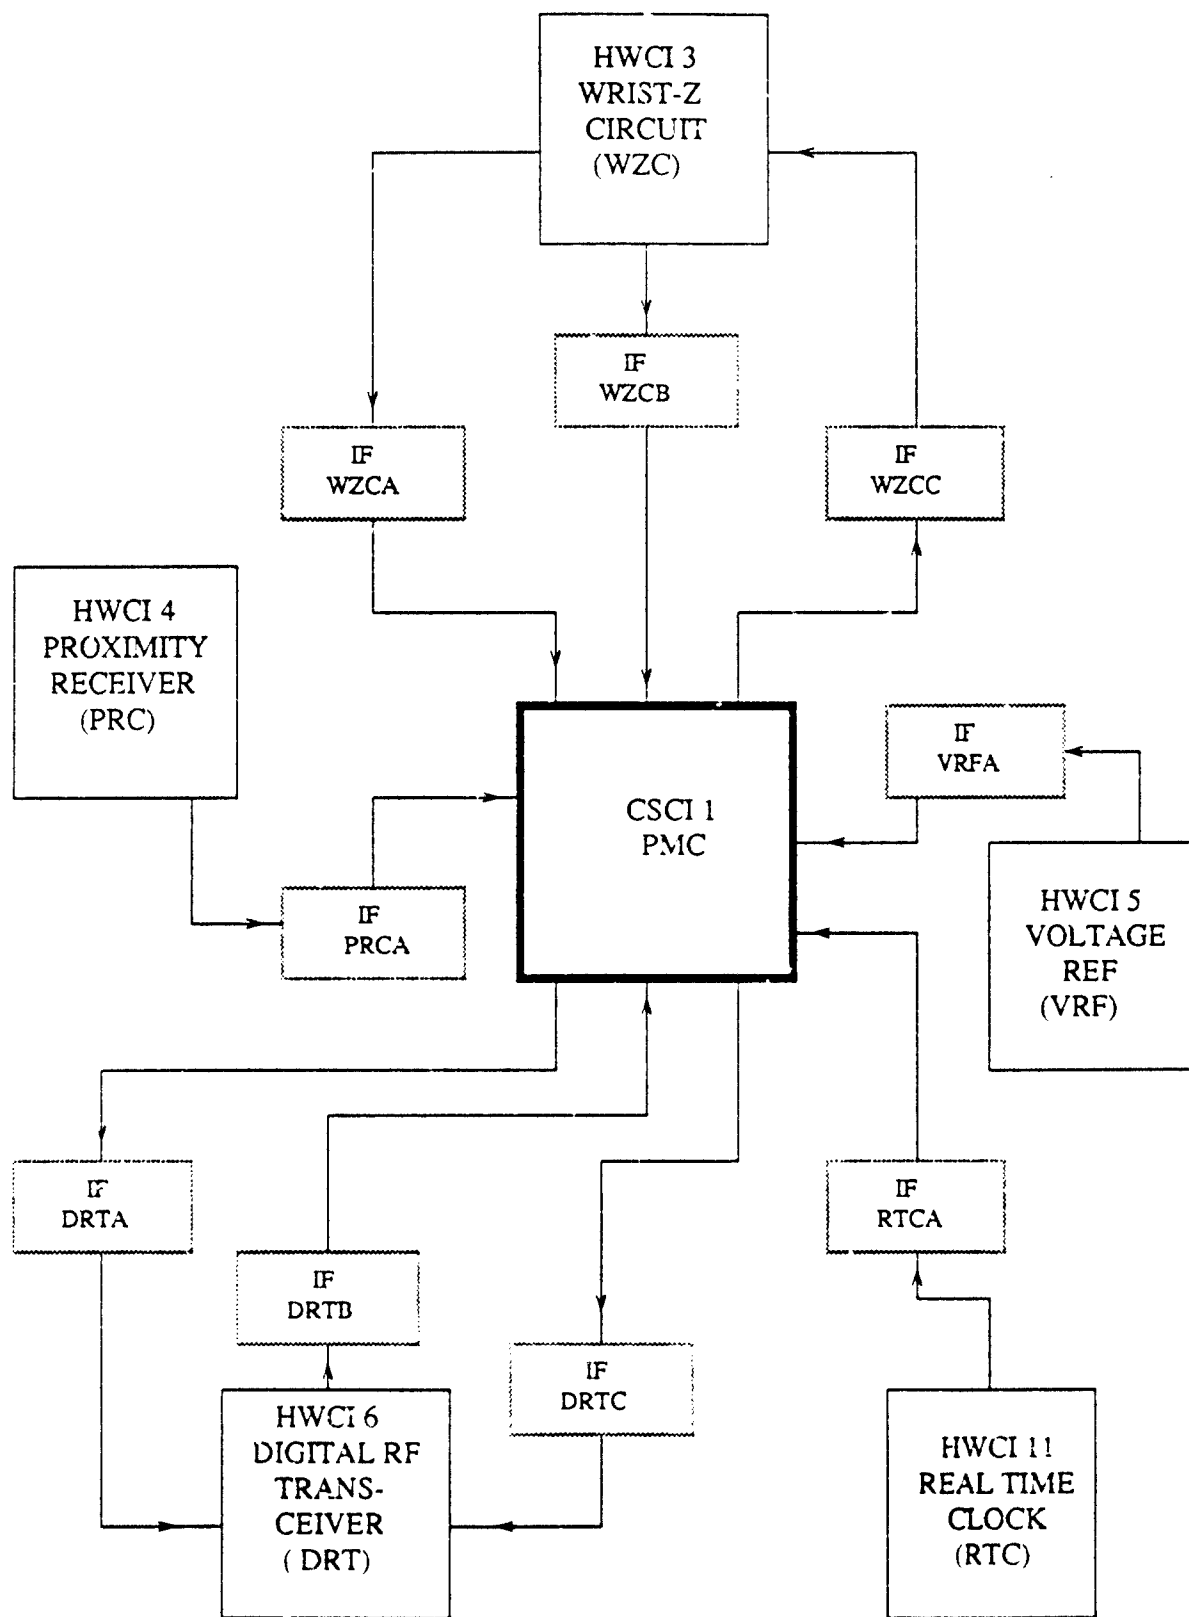 HWCI 3
WRIST-Z
CIRCUIT
(WZC)
IF
WZCB
IF
WZCA
IF
WZCC
HWCI 4
PROXIMITY
RECEIVER
(PRC)
IF
VRFA
CSCI 1
PMC
IF
PRCA
HWCI 5
VOLTAGE
REF
(VRF)
IF
DRTA
IF
RTCA
IF
DRTB
IF
DRTC
HWCI 6
DIGITAL RF
TRANS-
CEIVER
( DRT)
HWCI 11
REAL TIME
CLOCK
(RTC)